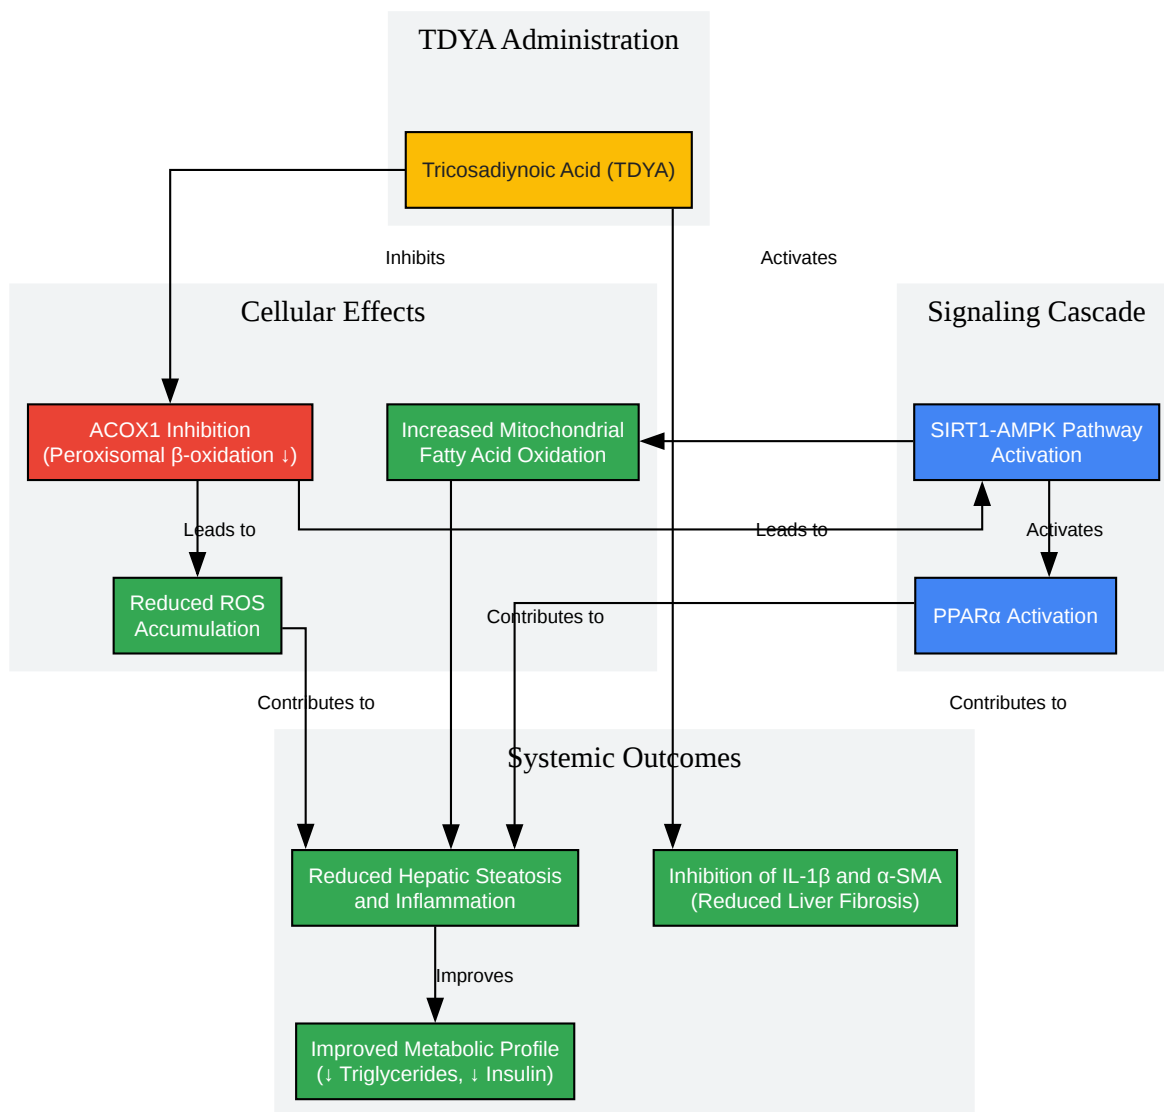 TDYA Administration
Tricosadiynoic Acid (TDYA)
Inhibits
Activates
Cellular Effects
Signaling Cascade
ACOX1 Inhibition
(Peroxisomal β-oxidation ↓)
Increased Mitochondrial
Fatty Acid Oxidation
SIRT1-AMPK Pathway
Activation
Leads to
Leads to
Activates
Reduced ROS
Accumulation
Contributes to
PPARα Activation
Contributes to
Contributes to
Systemic Outcomes
Reduced Hepatic Steatosis
and Inflammation
Inhibition of IL-1β and α-SMA
(Reduced Liver Fibrosis)
Improves
Improved Metabolic Profile
(↓ Triglycerides, ↓ Insulin)